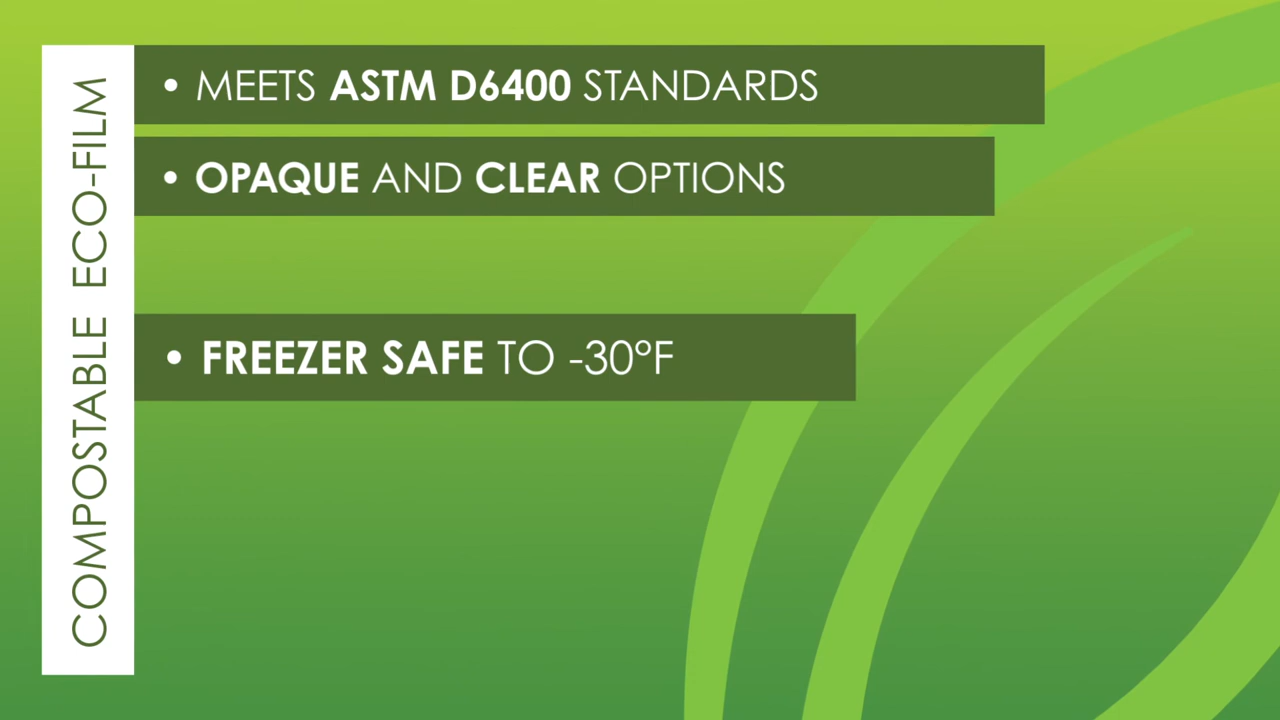 COMPOSTABLE ECO-FILM
• MEETS ASTM D6400 STANDARDS
• OPAQUE AND CLEAR OPTIONS
• FREEZER SAFE TO -30°F